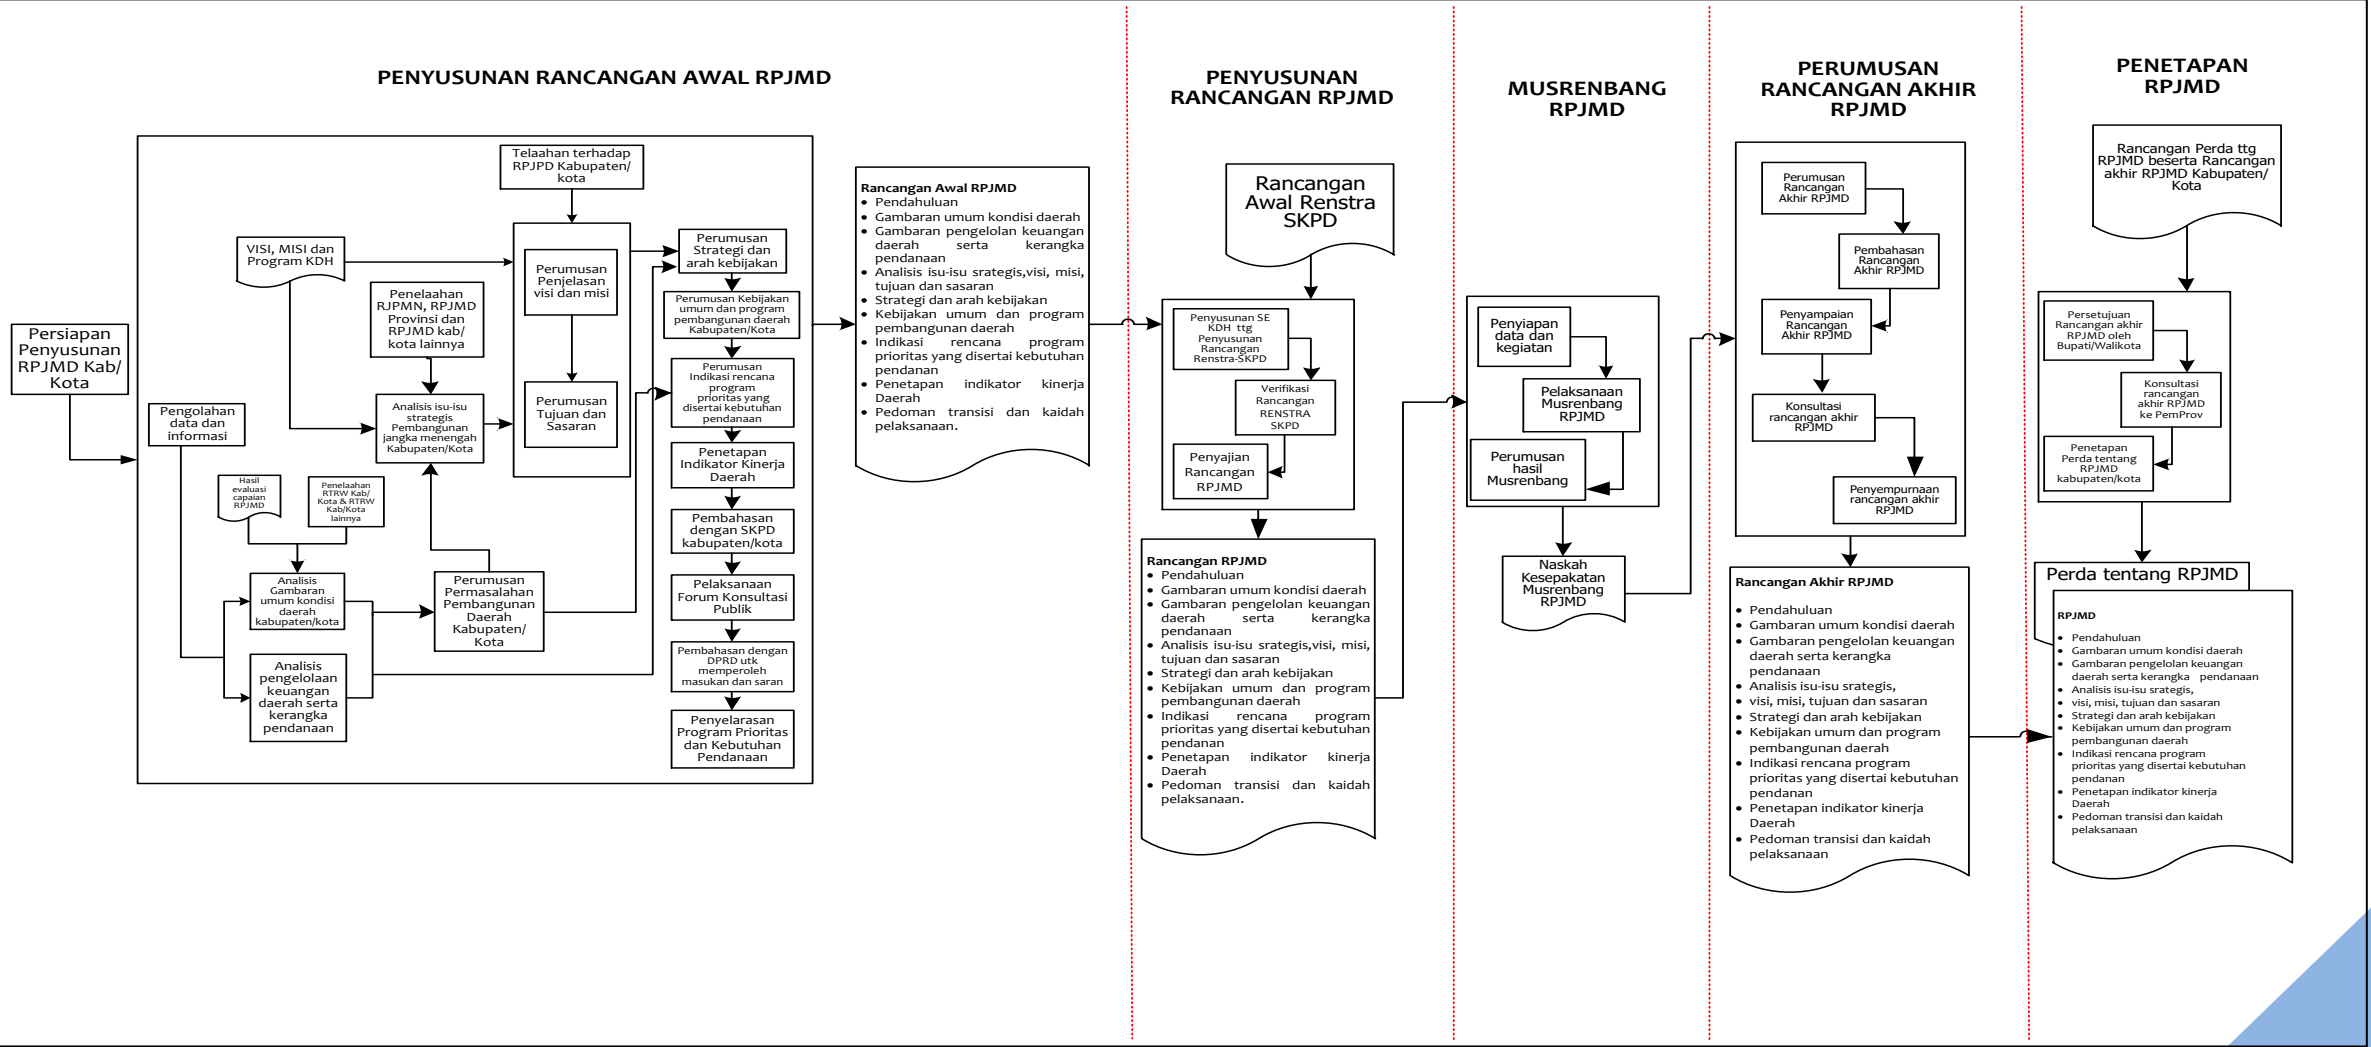 PENYUSUNAN RANCANGAN AWAL RPJMD
Persiapan
Penyusunan
RPJMD Kab/
Kota
Telaahan terhadap
RPJPD Kabupaten/
kota
VISI, MISI dan
Program KDH
Penelaahan
RJPMN, RPJMD
Provinsi dan
RPJMD kab/
kota lainnya
Perumusan
Penjelasan
visi dan misi
Perumusan
Tujuan dan
Sasaran
Pengolahan
data dan
informasi
Analisis isu-isu
strategis
Pembangunan
jangka menengah
Kabupaten/Kota
Hasil
evaluasi
capaian
RPJMD
Penelaahan
RTRW Kab/
Kota & RTRW
Kab/Kota
lainnya
Analisis
Gambaran
umum kondisi
daerah
kabupaten/kota
Perumusan
Permasalahan
Pembangunan
Daerah
Kabupaten/
Kota
Analisis
pengelolaan
keuangan
daerah serta
kerangka
pendanaan
Perumusan
Strategi dan
arah kebijakan
Perumusan Kebijakan
umum dan program
pembangunan daerah
Kabupaten/Kota
Perumusan
Indikasi rencana
program
prioritas yang
disertai kebutuhan
pendanaan
Penetapan
Indikator Kinerja
Daerah
Pembahasan
dengan SKPD
kabupaten/kota
Pelaksanaan
Forum Konsultasi
Publik
Pembahasan dengan
DPRD utk
memperoleh
masukan dan saran
Penyelarasan
Program Prioritas
dan Kebutuhan
Pendanaan
Rancangan Awal RPJMD
• Pendahuluan
• Gambaran umum kondisi daerah
• Gambaran pengelolan keuangan
daerah serta kerangka
pendanaan
• Analisis isu-isu srategis,visi, misi,
tujuan dan sasaran
• Strategi dan arah kebijakan
• Kebijakan umum dan program
pembangunan daerah
• Indikasi rencana program
prioritas yang disertai kebutuhan
pendanan
• Penetapan indikator kinerja
Daerah
• Pedoman transisi dan kaidah
pelaksanaan.
PENYUSUNAN
RANCANGAN RPJMD
Rancangan
Awal Renstra
SKPD
Penyusunan SE
KDH ttg
Penyusunan
Rancangan
Renstra-SKPD
Verifikasi
Rancangan
RENSTRA
SKPD
Penyajian
Rancangan
RPJMD
Rancangan RPJMD
• Pendahuluan
• Gambaran umum kondisi daerah
• Gambaran pengelolan keuangan
daerah serta kerangka
pendanaan
• Analisis isu-isu srategis,visi, misi,
tujuan dan sasaran
• Strategi dan arah kebijakan
• Kebijakan umum dan program
pembangunan daerah
• Indikasi rencana program
prioritas yang disertai kebutuhan
pendanan
• Penetapan indikator kinerja
Daerah
• Pedoman transisi dan kaidah
pelaksanaan.
MUSRENBANG
RPJMD
Penyiapan
data dan
kegiatan
Pelaksanaan
Musrenbang
RPJMD
Perumusan
hasil
Musrenbang
Naskah
Kesepakatan
Musrenbang
RPJMD
PERUMUSAN
RANCANGAN AKHIR
RPJMD
Perumusan
Rancangan
Akhir RPJMD
Pembahasan
Rancangan
Akhir RPJMD
Penyampaian
Rancangan
Akhir RPJMD
Konsultasi
rancangan akhir
RPJMD
Penyempurnaan
rancangan akhir
RPJMD
Rancangan Akhir RPJMD
• Pendahuluan
• Gambaran umum kondisi daerah
• Gambaran pengelolan keuangan
daerah serta kerangka
pendanaan
• Analisis isu-isu srategis,
• visi, misi, tujuan dan sasaran
• Strategi dan arah kebijakan
• Kebijakan umum dan program
pembangunan daerah
• Indikasi rencana program
prioritas yang disertai kebutuhan
pendanan
• Penetapan indikator kinerja
Daerah
• Pedoman transisi dan kaidah
pelaksanaan
PENETAPAN
RPJMD
Rancangan Perda ttg
RPJMD beserta Rancangan
akhir RPJMD Kabupaten/
Kota
Persetujuan
Rancangan akhir
RPJMD oleh
Bupati/Walikota
Konsultasi
rancangan
akhir RPJMD
ke PemProv
Penetapan
Perda tentang
RPJMD
kabupaten/kota
Perda tentang RPJMD
RPJMD
• Pendahuluan
• Gambaran umum kondisi daerah
• Gambaran pengelolan keuangan
daerah serta kerangka pendanaan
• Analisis isu-isu srategis,
• visi, misi, tujuan dan sasaran
• Strategi dan arah kebijakan
• Kebijakan umum dan program
pembangunan daerah
• Indikasi rencana program
prioritas yang disertai kebutuhan
pendanan
• Penetapan indikator kinerja
Daerah
• Pedoman transisi dan kaidah
pelaksanaan